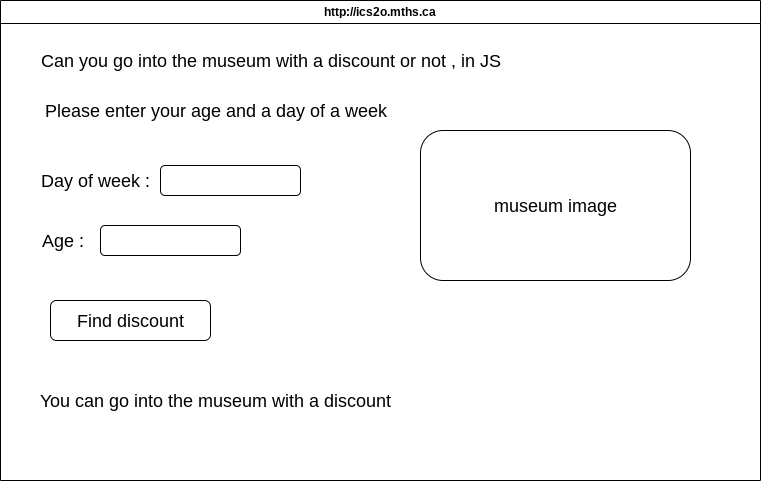 http://ics2o.mths.ca
Can you go into the museum with a discount or not , in JS
Please enter your age and a day of a week
Day of week :
museum image
Age :
Find discount
You can go into the museum with a discount